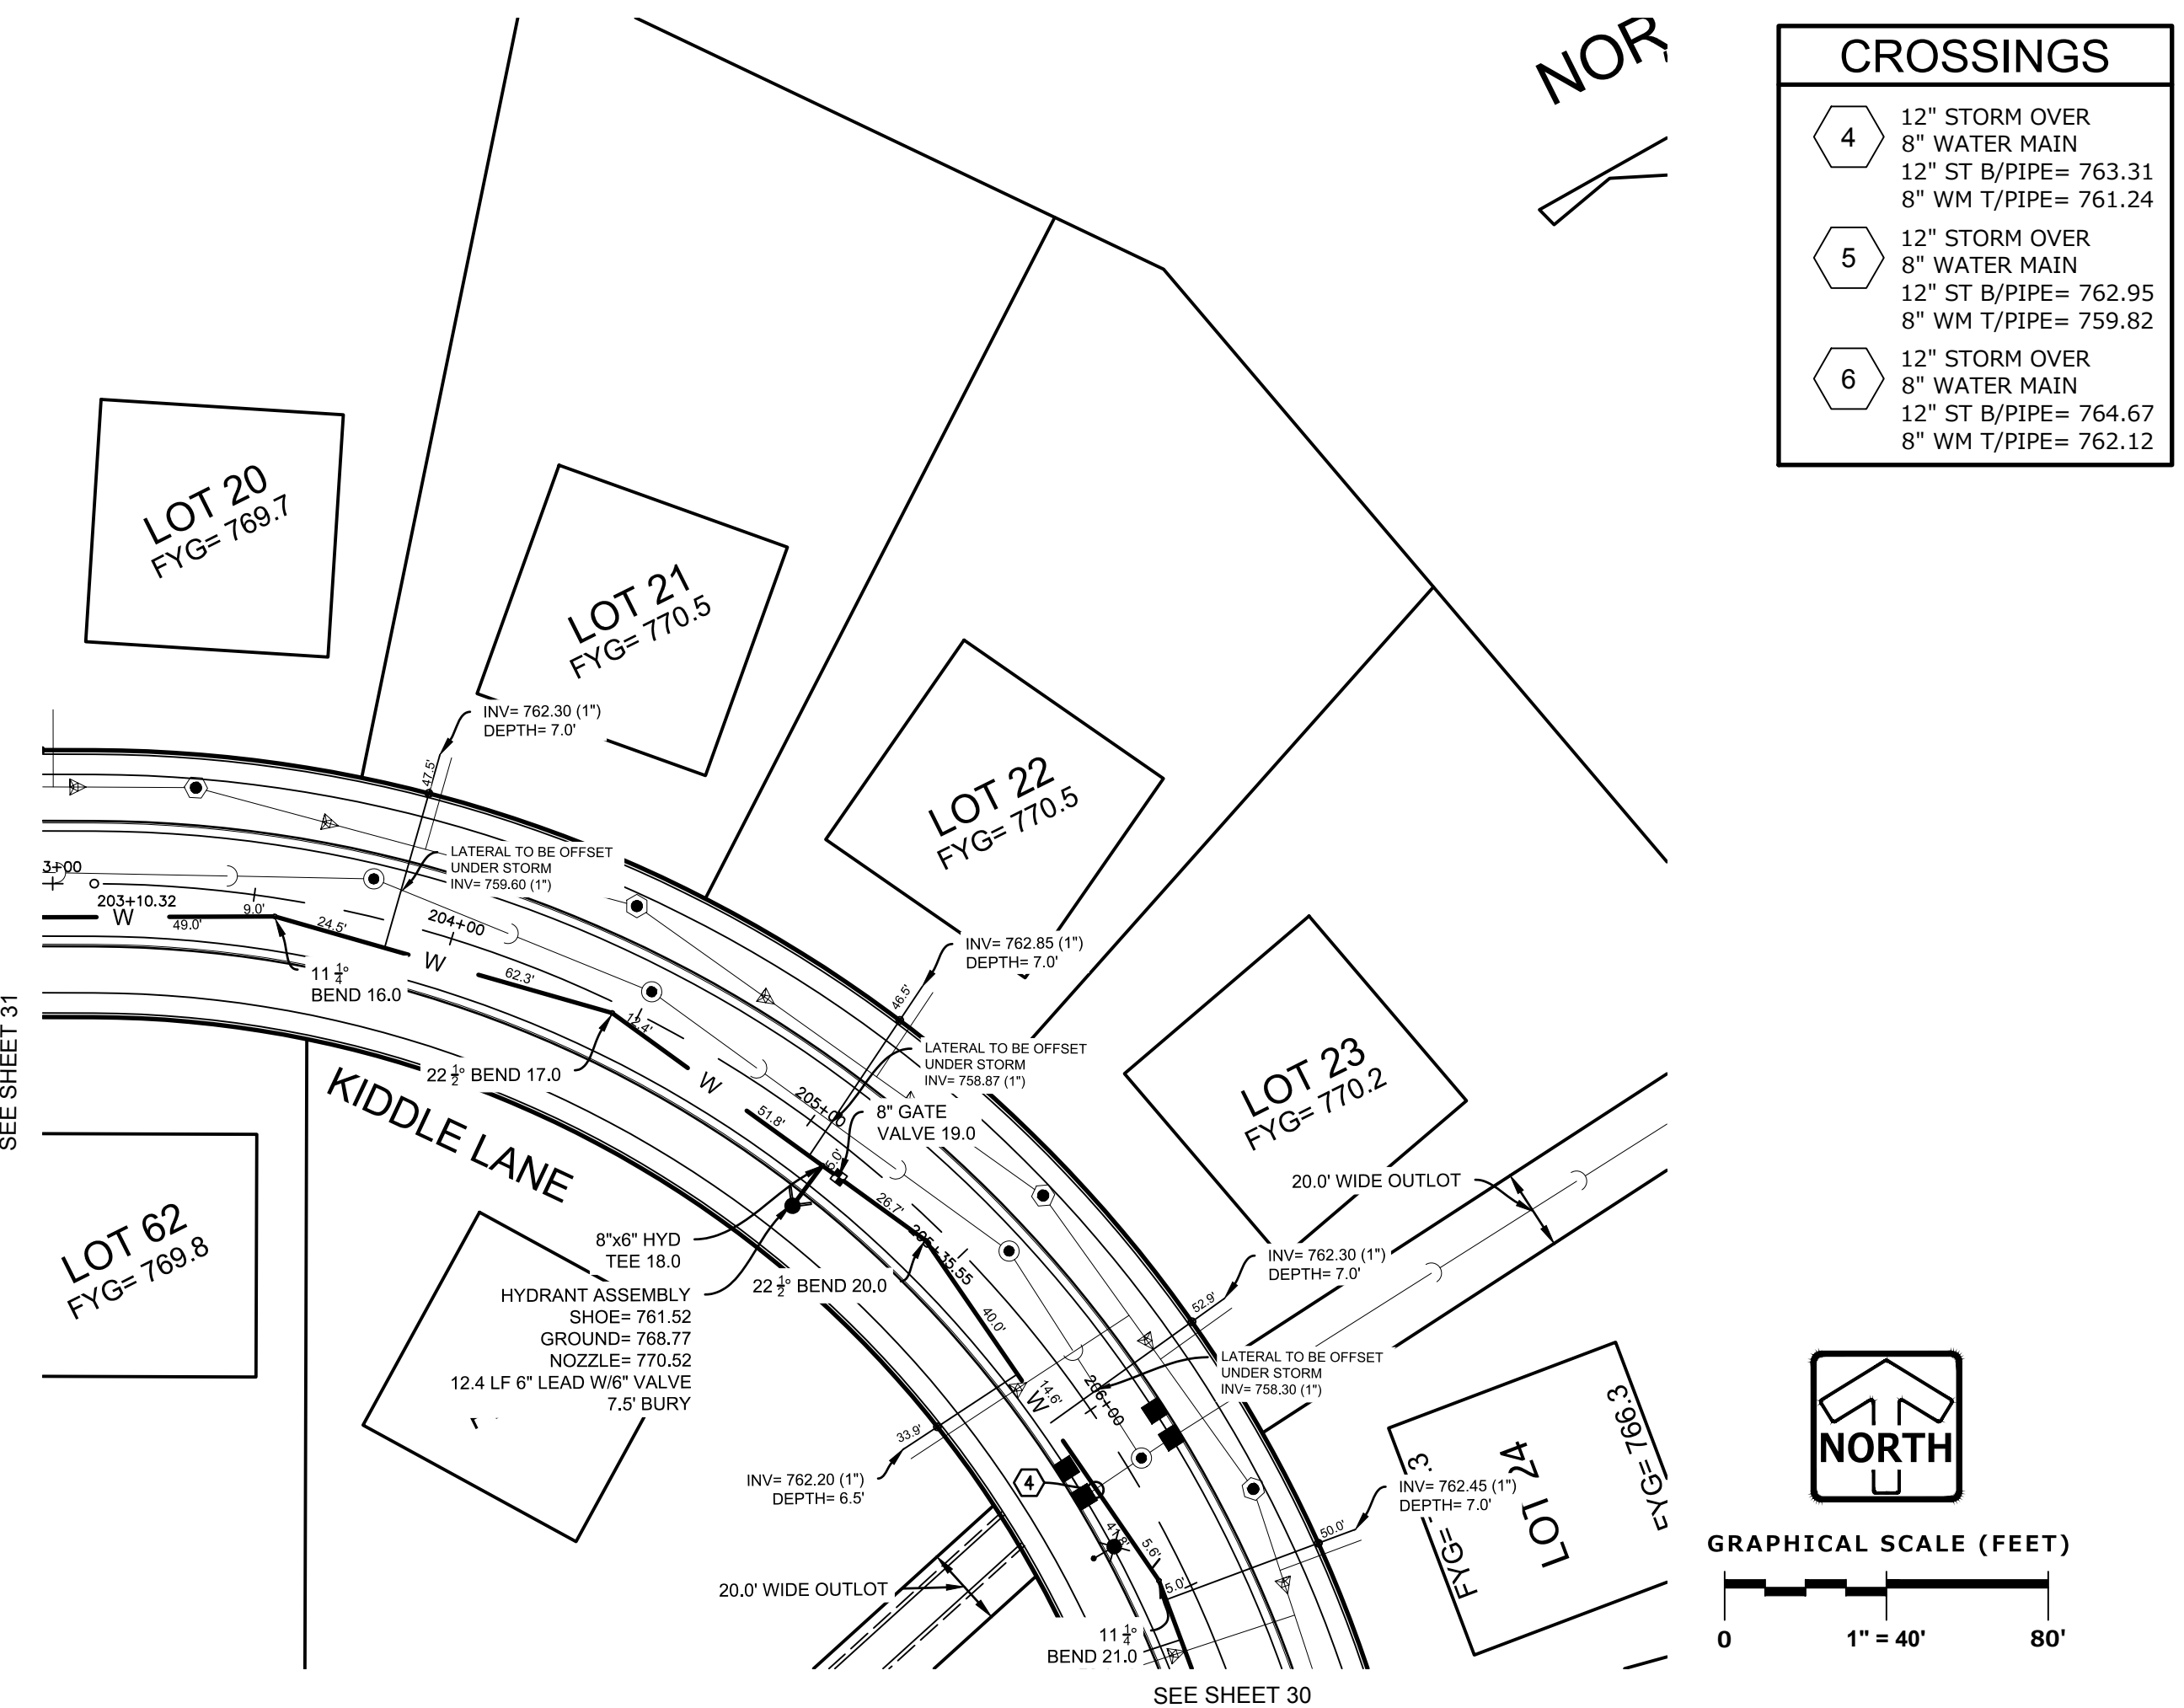 NOR
CROSSINGS
4
12" STORM OVER
8" WATER MAIN
12" ST B/PIPE= 763.31
8" WM T/PIPE= 761.24
5
12" STORM OVER
8" WATER MAIN
12" ST B/PIPE= 762.95
8" WM T/PIPE= 759.82
6
12" STORM OVER
8" WATER MAIN
12" ST B/PIPE= 764.67
8" WM T/PIPE= 762.12
LOT 20
FYG= 769.7
LOT 21
FYG= 770.5
INV= 762.30 (1")
DEPTH= 7.0'
47.5'
LOT 22
FYG= 770.5
LATERAL TO BE OFFSET
UNDER STORM
INV= 759.60 (1")
3+00
203+10.32
W
49.0'
9.0'
24.5'
204+00
W
62.3'
11 1/4°
BEND 16.0
INV= 762.85 (1")
DEPTH= 7.0'
46.5'
12.4'
22 1/2° BEND 17.0
W
LATERAL TO BE OFFSET
UNDER STORM
INV= 758.87 (1")
205+00
51.8'
8" GATE
VALVE 19.0
5.0'
LOT 23
FYG= 770.2
20.0' WIDE OUTLOT
SEE SHEET 31
KIDDLE LANE
LOT 62
FYG= 769.8
26.7'
205+35.55
8"x6" HYD
TEE 18.0
22 1/2° BEND 20.0
HYDRANT ASSEMBLY
SHOE= 761.52
GROUND= 768.77
NOZZLE= 770.52
12.4 LF 6" LEAD W/6" VALVE
7.5' BURY
40.0'
INV= 762.30 (1")
DEPTH= 7.0'
52.9'
LATERAL TO BE OFFSET
UNDER STORM
INV= 758.30 (1")
14.6'
W
206+00
33.9'
INV= 762.20 (1")
DEPTH= 6.5'
4
LOT 24
FYG= 766.3
FYG=
3.
INV= 762.45 (1")
DEPTH= 7.0'
50.0'
41.8'
5.6'
5.0'
20.0' WIDE OUTLOT
11 1/4°
BEND 21.0
SEE SHEET 30
NORTH
GRAPHICAL SCALE (FEET)
0 1" = 40' 80'